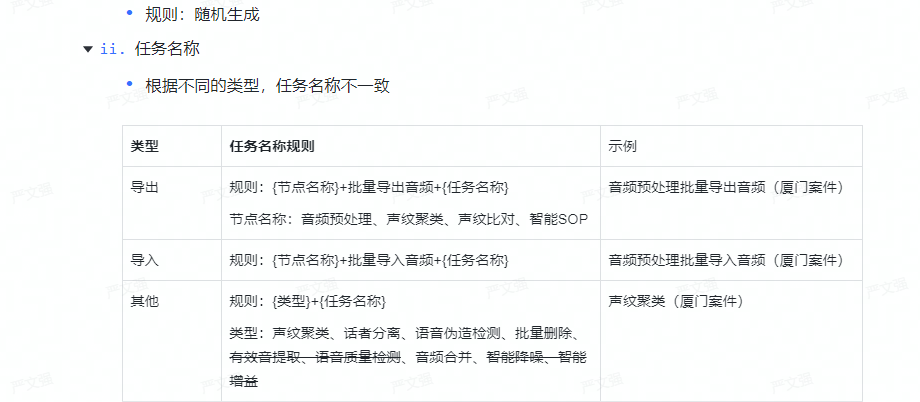 规则：随机生成
ii. 任务名称
根据不同的类型，任务名称不一致
类型 任务名称规则 示例
导出 规则：{节点名称}+批量导出音频+{任务名称} 音频预处理批量导出音频（厦门案件）
节点名称：音频预处理、声纹聚类、声纹比对、智能SOP
导入 规则：{节点名称}+批量导入音频+{任务名称} 音频预处理批量导入音频（厦门案件）
其他 规则：{类型}+{任务名称} 声纹聚类（厦门案件）
类型：声纹聚类、话者分离、语音伪造检测、批量删除、
有效音提取、语音质量检测、音频合并、智能降噪、智能
增益
严文强